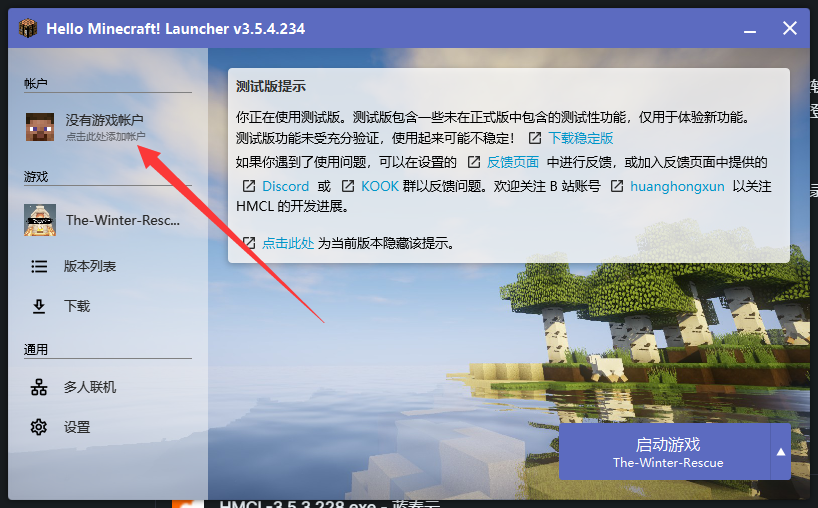 Hello Minecraft! Launcher v3.5.4.234
帐户
没有游戏帐户
点击此处添加帐户
游戏
The-Winter-Resc...
版本列表
下载
通用
多人联机
设置
测试版提示
你正在使用测试版。测试版包含一些未在正式版中包含的测试性功能，仅用于体验新功能。
测试版功能未受充分验证，使用起来可能不稳定！ 下载稳定版
如果你遇到了使用问题，可以在设置的 反馈页面 中进行反馈，或加入反馈页面中提供的
Discord 或 KOOK 群以反馈问题。欢迎关注 B 站账号 huanghongxun 以关注
HMCL 的开发进展。
点击此处 为当前版本隐藏该提示。
启动游戏
The-Winter-Rescue